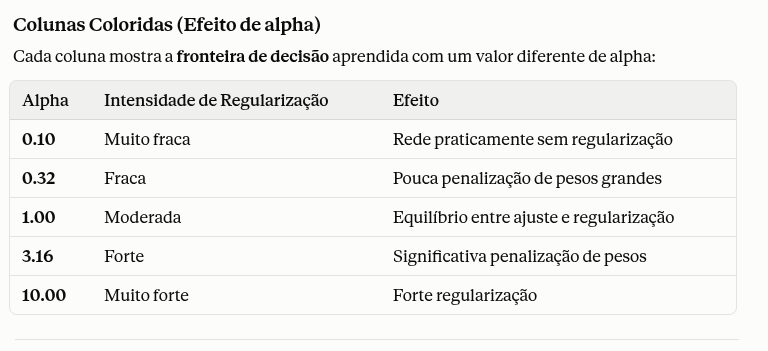 Colunas Coloridas (Efeito de alpha)
Cada coluna mostra a fronteira de decisão aprendida com um valor diferente de alpha:
Alpha Intensidade de Regularização Efeito
0.10 Muito fraca Rede praticamente sem regularização
0.32 Fraca Pouca penalização de pesos grandes
1.00 Moderada Equilíbrio entre ajuste e regularização
3.16 Forte Significativa penalização de pesos
10.00 Muito forte Forte regularização